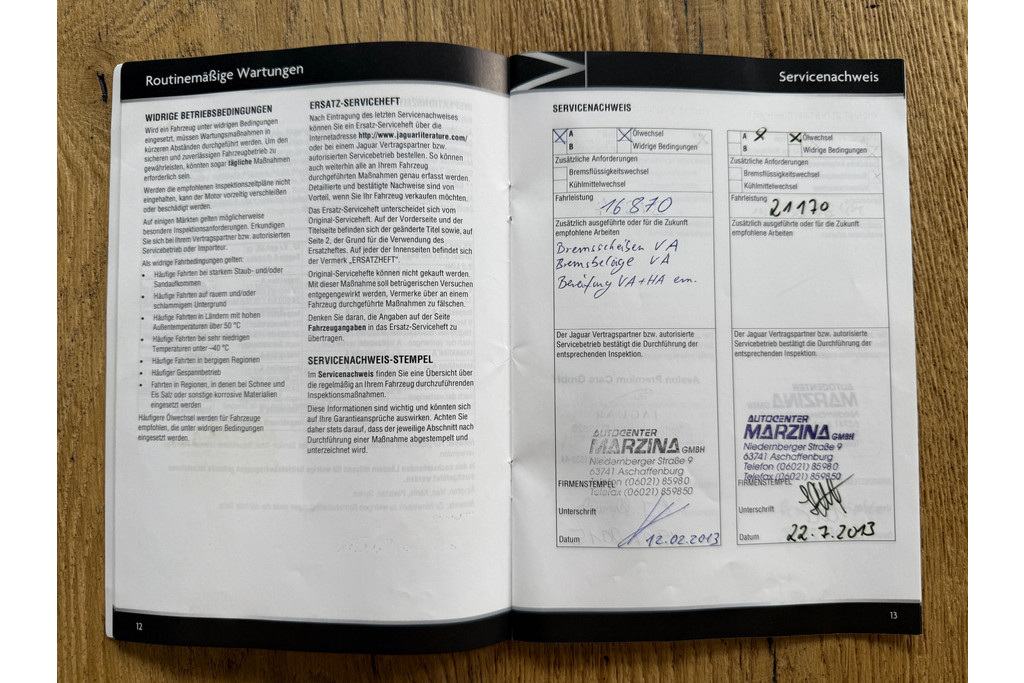 Routinemäßige Wartungen
WIDRIGE BETRIEBSBEDINGUNGEN
Wird ein Fahrzeug unter widrigen Bedingungen
eingesetzt, müssen Wartungsmaßnahmen in
kürzeren Abständen durchgeführt werden. Um den
sicheren und zuverlässigen Fahrzeugbetrieb zu
gewährleisten, könnten sogar tägliche Maßnahmen
erforderlich sein.
Werden die empfohlenen Inspektionszeitpläne nicht
eingehalten, kann der Motor vorzeitig verschleißen
oder beschädigt werden.
Auf einigen Märkten gelten möglicherweise
besondere Inspektionsanforderungen. Erkundigen
Sie sich bei Ihrem Vertragspartner bzw. autorisierten
Servicebetrieb oder Importeur.
Als widrige Fahrbedingungen gelten:
• Häufige Fahrten bei starkem Staub- und/oder
Sandaufkommen
• Häufige Fahrten auf rauem und/oder
schlammigem Untergrund
• Häufige Fahrten in Ländern mit hohen
Außentemperaturen über 50 °C
• Häufige Fahrten bei sehr niedrigen
Temperaturen unter –40 °C
• Häufige Fahrten in bergigen Regionen
• Häufiger Gespannbetrieb
• Fahrten in Regionen, in denen bei Schnee und
Eis Salz oder sonstige korrosive Materialien
eingesetzt werden
Häufigere Ölwechsel werden für Fahrzeuge
empfohlen, die unter widrigen Bedingungen
eingesetzt werden.
ERSATZ-SERVICEHEFT
Nach Eintragung des letzten Servicenachweises
können Sie ein Ersatz-Serviceheft über die
Internetadresse http://www.jaguarliterature.com/
oder bei einem Jaguar Vertragspartner bzw.
autorisierten Servicebetrieb bestellen. So können
auch weiterhin alle an Ihrem Fahrzeug
durchgeführten Maßnahmen genau erfasst werden.
Detaillierte und bestätigte Nachweise sind von
Vorteil, wenn Sie Ihr Fahrzeug verkaufen möchten.
Das Ersatz-Serviceheft unterscheidet sich vom
Original-Serviceheft. Auf der Vorderseite und der
Titelseite befinden sich der geänderte Titel sowie, auf
Seite 2, der Grund für die Verwendung des
Ersatzheftes. Auf jeder der Innenseiten befindet sich
der Vermerk „ERSATZHEFT“.
Original-Servicehefte können nicht gekauft werden.
Mit dieser Maßnahme soll betrügerischen Versuchen
entgegengewirkt werden, Vermerke über an einem
Fahrzeug durchgeführte Maßnahmen zu fälschen.
Denken Sie daran, die Angaben auf der Seite
Fahrzeugangaben in das Ersatz-Serviceheft zu
übertragen.
SERVICENACHWEIS-STEMPEL
Im Servicenachweis finden Sie eine Übersicht über
die regelmäßig an Ihrem Fahrzeug durchzuführenden
Inspektionsmaßnahmen.
Diese Informationen sind wichtig und könnten sich
auf Ihre Garantieansprüche auswirken. Achten Sie
daher stets darauf, dass der jeweilige Abschnitt nach
Durchführung einer Maßnahme abgestempelt und
unterzeichnet wird.
12
Servicenachweis
SERVICENACHWEIS
A Ölwechsel
B Widrige Bedingungen
Zusätzliche Anforderungen
Bremsflüssigkeitswechsel
Kühlmittelwechsel
Fahrleistung 16 870
Zusätzlich ausgeführte oder für die Zukunft
empfohlene Arbeiten
Bremsscheiben VA
Bremsbeläge VA
Bereifung VA+HA ern.
Der Jaguar Vertragspartner bzw. autorisierte
Servicebetrieb bestätigt die Durchführung der
entsprechenden Inspektion.
AUTOCENTER
MARZINA GMBH
Niedernberger Straße 9
63741 Aschaffenburg
Telefon (06021) 85980
FIRMENSTEMPEL
Telefax (06021) 859850
Unterschrift
Datum 12.02.2013
A Ölwechsel
B Widrige Bedingungen
Zusätzliche Anforderungen
Bremsflüssigkeitswechsel
Kühlmittelwechsel
Fahrleistung 21170
Zusätzlich ausgeführte oder für die Zukunft
empfohlene Arbeiten
Der Jaguar Vertragspartner bzw. autorisierte
Servicebetrieb bestätigt die Durchführung der
entsprechenden Inspektion.
AUTOCENTER
MARZINA GMBH
Niedernberger Straße 9
63741 Aschaffenburg
Telefon (06021) 85980
Telefax (06021) 859850
FIRMENSTEMPEL
Unterschrift
Datum 22.7.2013
13